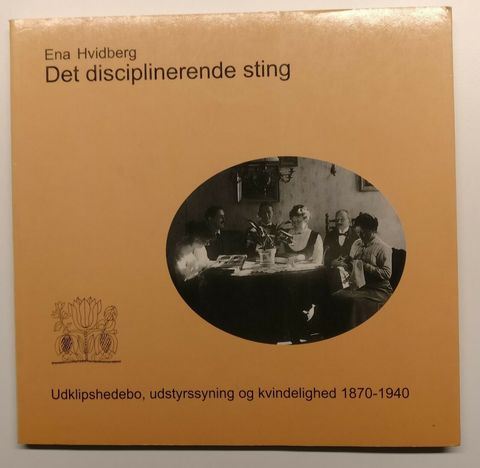 Ena Hvidberg
Det disciplinerende sting
Udklipshedebo, udstyrssyning og kvindelighed 1870-1940